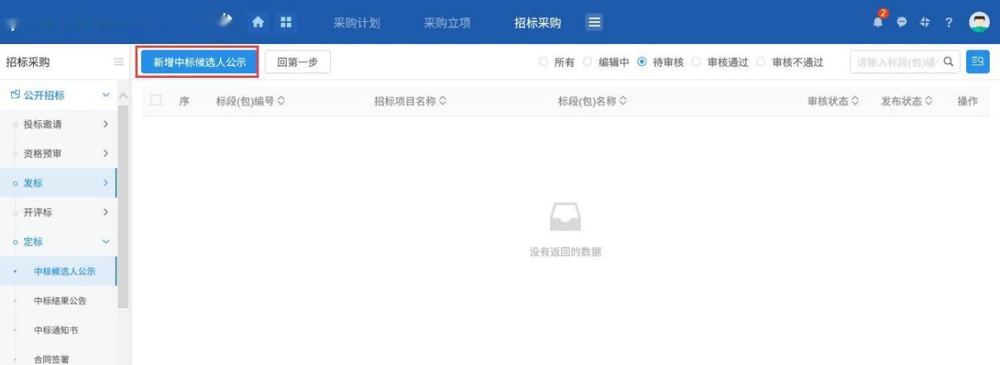 采购计划 采购立项 招标采购 2 ?
招标采购
新增中标候选人公示 回第一步 所有 编辑中 待审核 审核通过 审核不通过 请输入标段(包)编
公开招标
序 标段(包)编号 招标项目名称 标段(包)名称 审核状态 发布状态 操作
投标邀请
资格预审
发标
开评标
定标
没有返回的数据
中标候选人公示
中标结果公告
中标通知书
合同签署